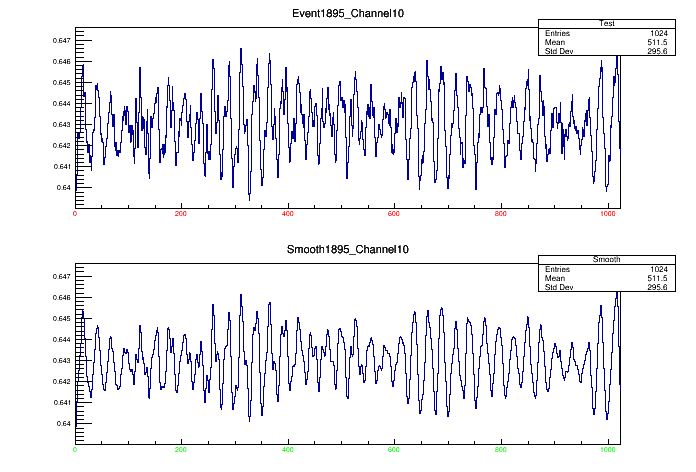 Event1895_Channel10
Test
Entries 1024
Mean 511.5
Std Dev 295.6
0.647
0.646
0.645
0.644
0.643
0.642
0.641
0.64
0 200 400 600 800 1000
Smooth1895_Channel10
Smooth
Entries 1024
Mean 511.5
Std Dev 295.6
0.647
0.646
0.645
0.644
0.643
0.642
0.641
0.64
0 200 400 600 800 1000